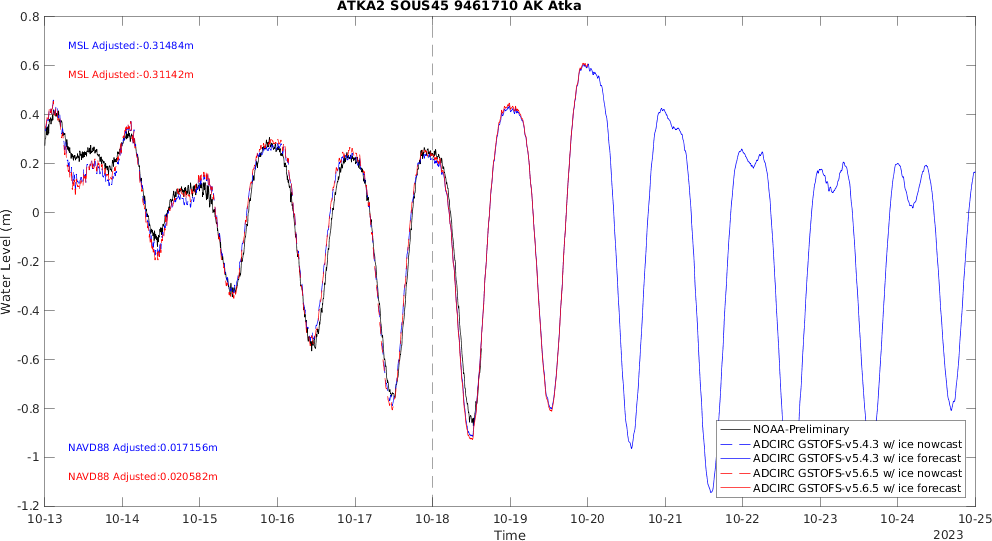 ATKA2 SOUS45 9461710 AK Atka
0.8
0.6
0.4
0.2
0
-0.2
-0.4
-0.6
-0.8
-1
-1.2
Water Level (m)
MSL Adjusted:-0.31484m
MSL Adjusted:-0.31142m
NAVD88 Adjusted:0.017156m
NAVD88 Adjusted:0.020582m
NOAA-Preliminary
ADCIRC GSTOFS-v5.4.3 w/ ice nowcast
ADCIRC GSTOFS-v5.4.3 w/ ice forecast
ADCIRC GSTOFS-v5.6.5 w/ ice nowcast
ADCIRC GSTOFS-v5.6.5 w/ ice forecast
10-13 10-14 10-15 10-16 10-17 10-18 10-19 10-20 10-21 10-22 10-23 10-24 10-25
Time
2023